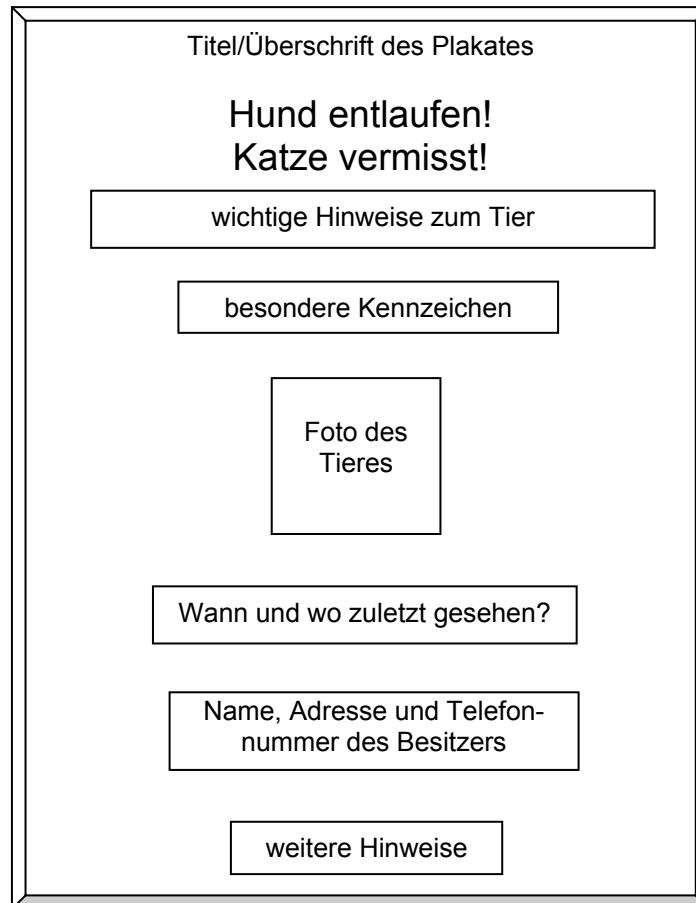 Titel/Überschrift des Plakates
Hund entlaufen!
Katze vermisst!
wichtige Hinweise zum Tier
besondere Kennzeichen
Foto des
Tieres
Wann und wo zuletzt gesehen?
Name, Adresse und Telefon-
nummer des Besitzers
weitere Hinweise